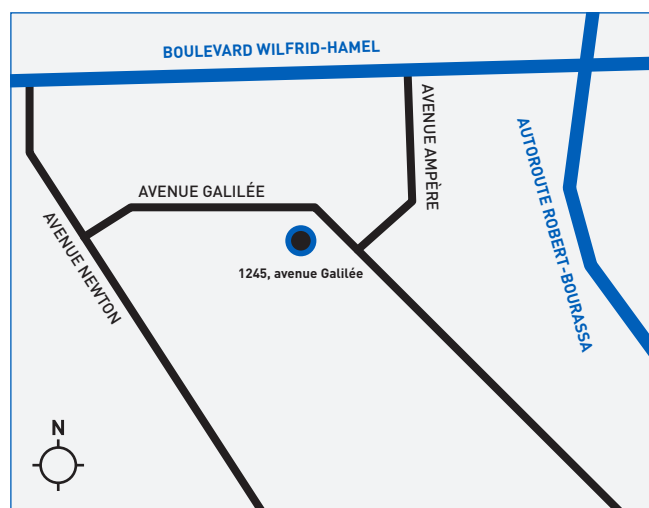 BOULEVARD WILFRID-HAMEL
AVENUE AMPÈRE
AUTOROUTE ROBERT-BOURASSA
AVENUE GALILÉE
AVENUE NEWTON
1245, avenue Galilée
N